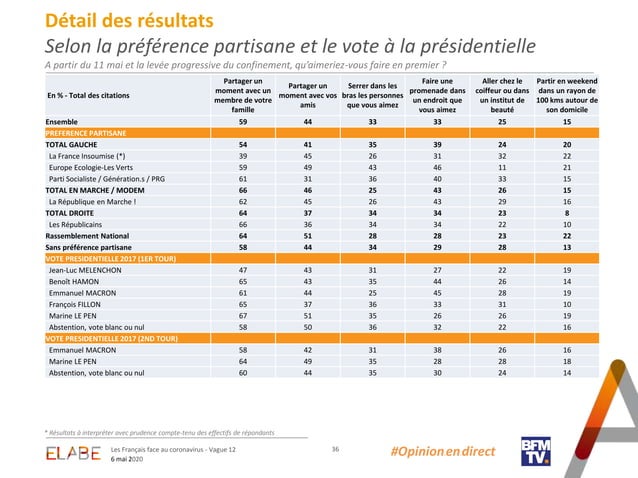 Détail des résultats
Selon la préférence partisane et le vote à la présidentielle
A partir du 11 mai et la levée progressive du confinement, qu'aimeriez-vous faire en premier ?
En % - Total des citations | Partager un moment avec un membre de votre famille | Partager un moment avec vos amis | Serrer dans les bras les personnes que vous aimez | Faire une promenade dans un endroit que vous aimez | Aller chez le coiffeur ou dans un institut de beauté | Partir en weekend dans un rayon de 100 kms autour de son domicile
Ensemble 59 44 33 33 25 15
PREFERENCE PARTISANE
TOTAL GAUCHE 54 41 35 39 24 20
La France Insoumise (*) 39 45 26 31 32 22
Europe Ecologie-Les Verts 59 49 43 46 11 21
Parti Socialiste / Génération.s / PRG 61 31 36 40 33 15
TOTAL EN MARCHE / MODEM 66 46 25 43 26 15
La République en Marche ! 62 45 26 43 29 16
TOTAL DROITE 64 37 34 34 23 8
Les Républicains 66 36 34 34 22 10
Rassemblement National 64 51 28 28 23 22
Sans préférence partisane 58 44 34 29 28 13
VOTE PRESIDENTIELLE 2017 (1ER TOUR)
Jean-Luc MELENCHON 47 43 31 27 22 19
Benoît HAMON 65 43 35 44 26 14
Emmanuel MACRON 61 44 25 45 28 19
François FILLON 65 37 36 33 31 10
Marine LE PEN 67 51 35 26 26 19
Abstention, vote blanc ou nul 58 50 36 32 22 16
VOTE PRESIDENTIELLE 2017 (2ND TOUR)
Emmanuel MACRON 58 42 31 38 26 16
Marine LE PEN 64 49 35 28 28 18
Abstention, vote blanc ou nul 60 44 35 30 24 14
* Résultats à interpréter avec prudence compte-tenu des effectifs de répondants
ELABE
Les Français face au coronavirus - Vague 12
6 mai 2020
36
#Opinionendirect
BFM
TV.